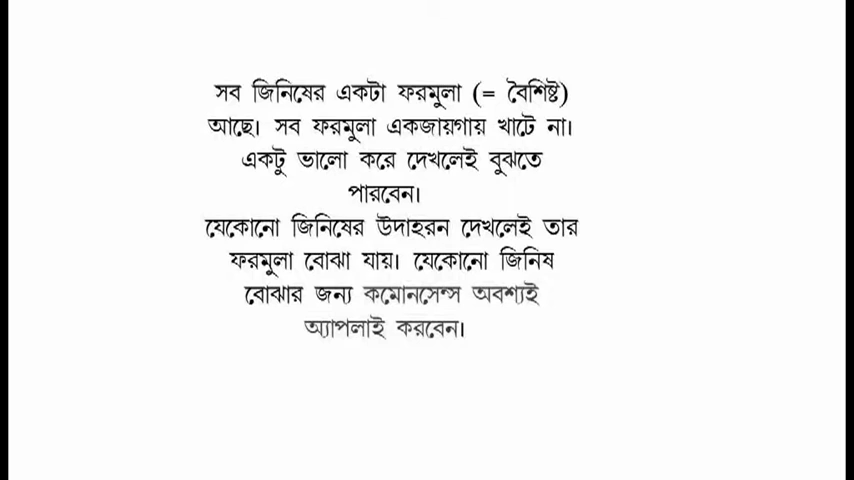 সব জিনিষের একটা ফরমুলা (= বৈশিষ্ট)
আছে। সব ফরমুলা একজায়গায় খাটে না।
একটু ভালো করে দেখলেই বুঝতে
পারবেন।
যেকোনো জিনিষের উদাহরন দেখলেই তার
ফরমুলা বোঝা যায়। যেকোনো জিনিষ
বোঝার জন্য কমোনসেন্স অবশ্যই
অ্যাপলাই করবেন।